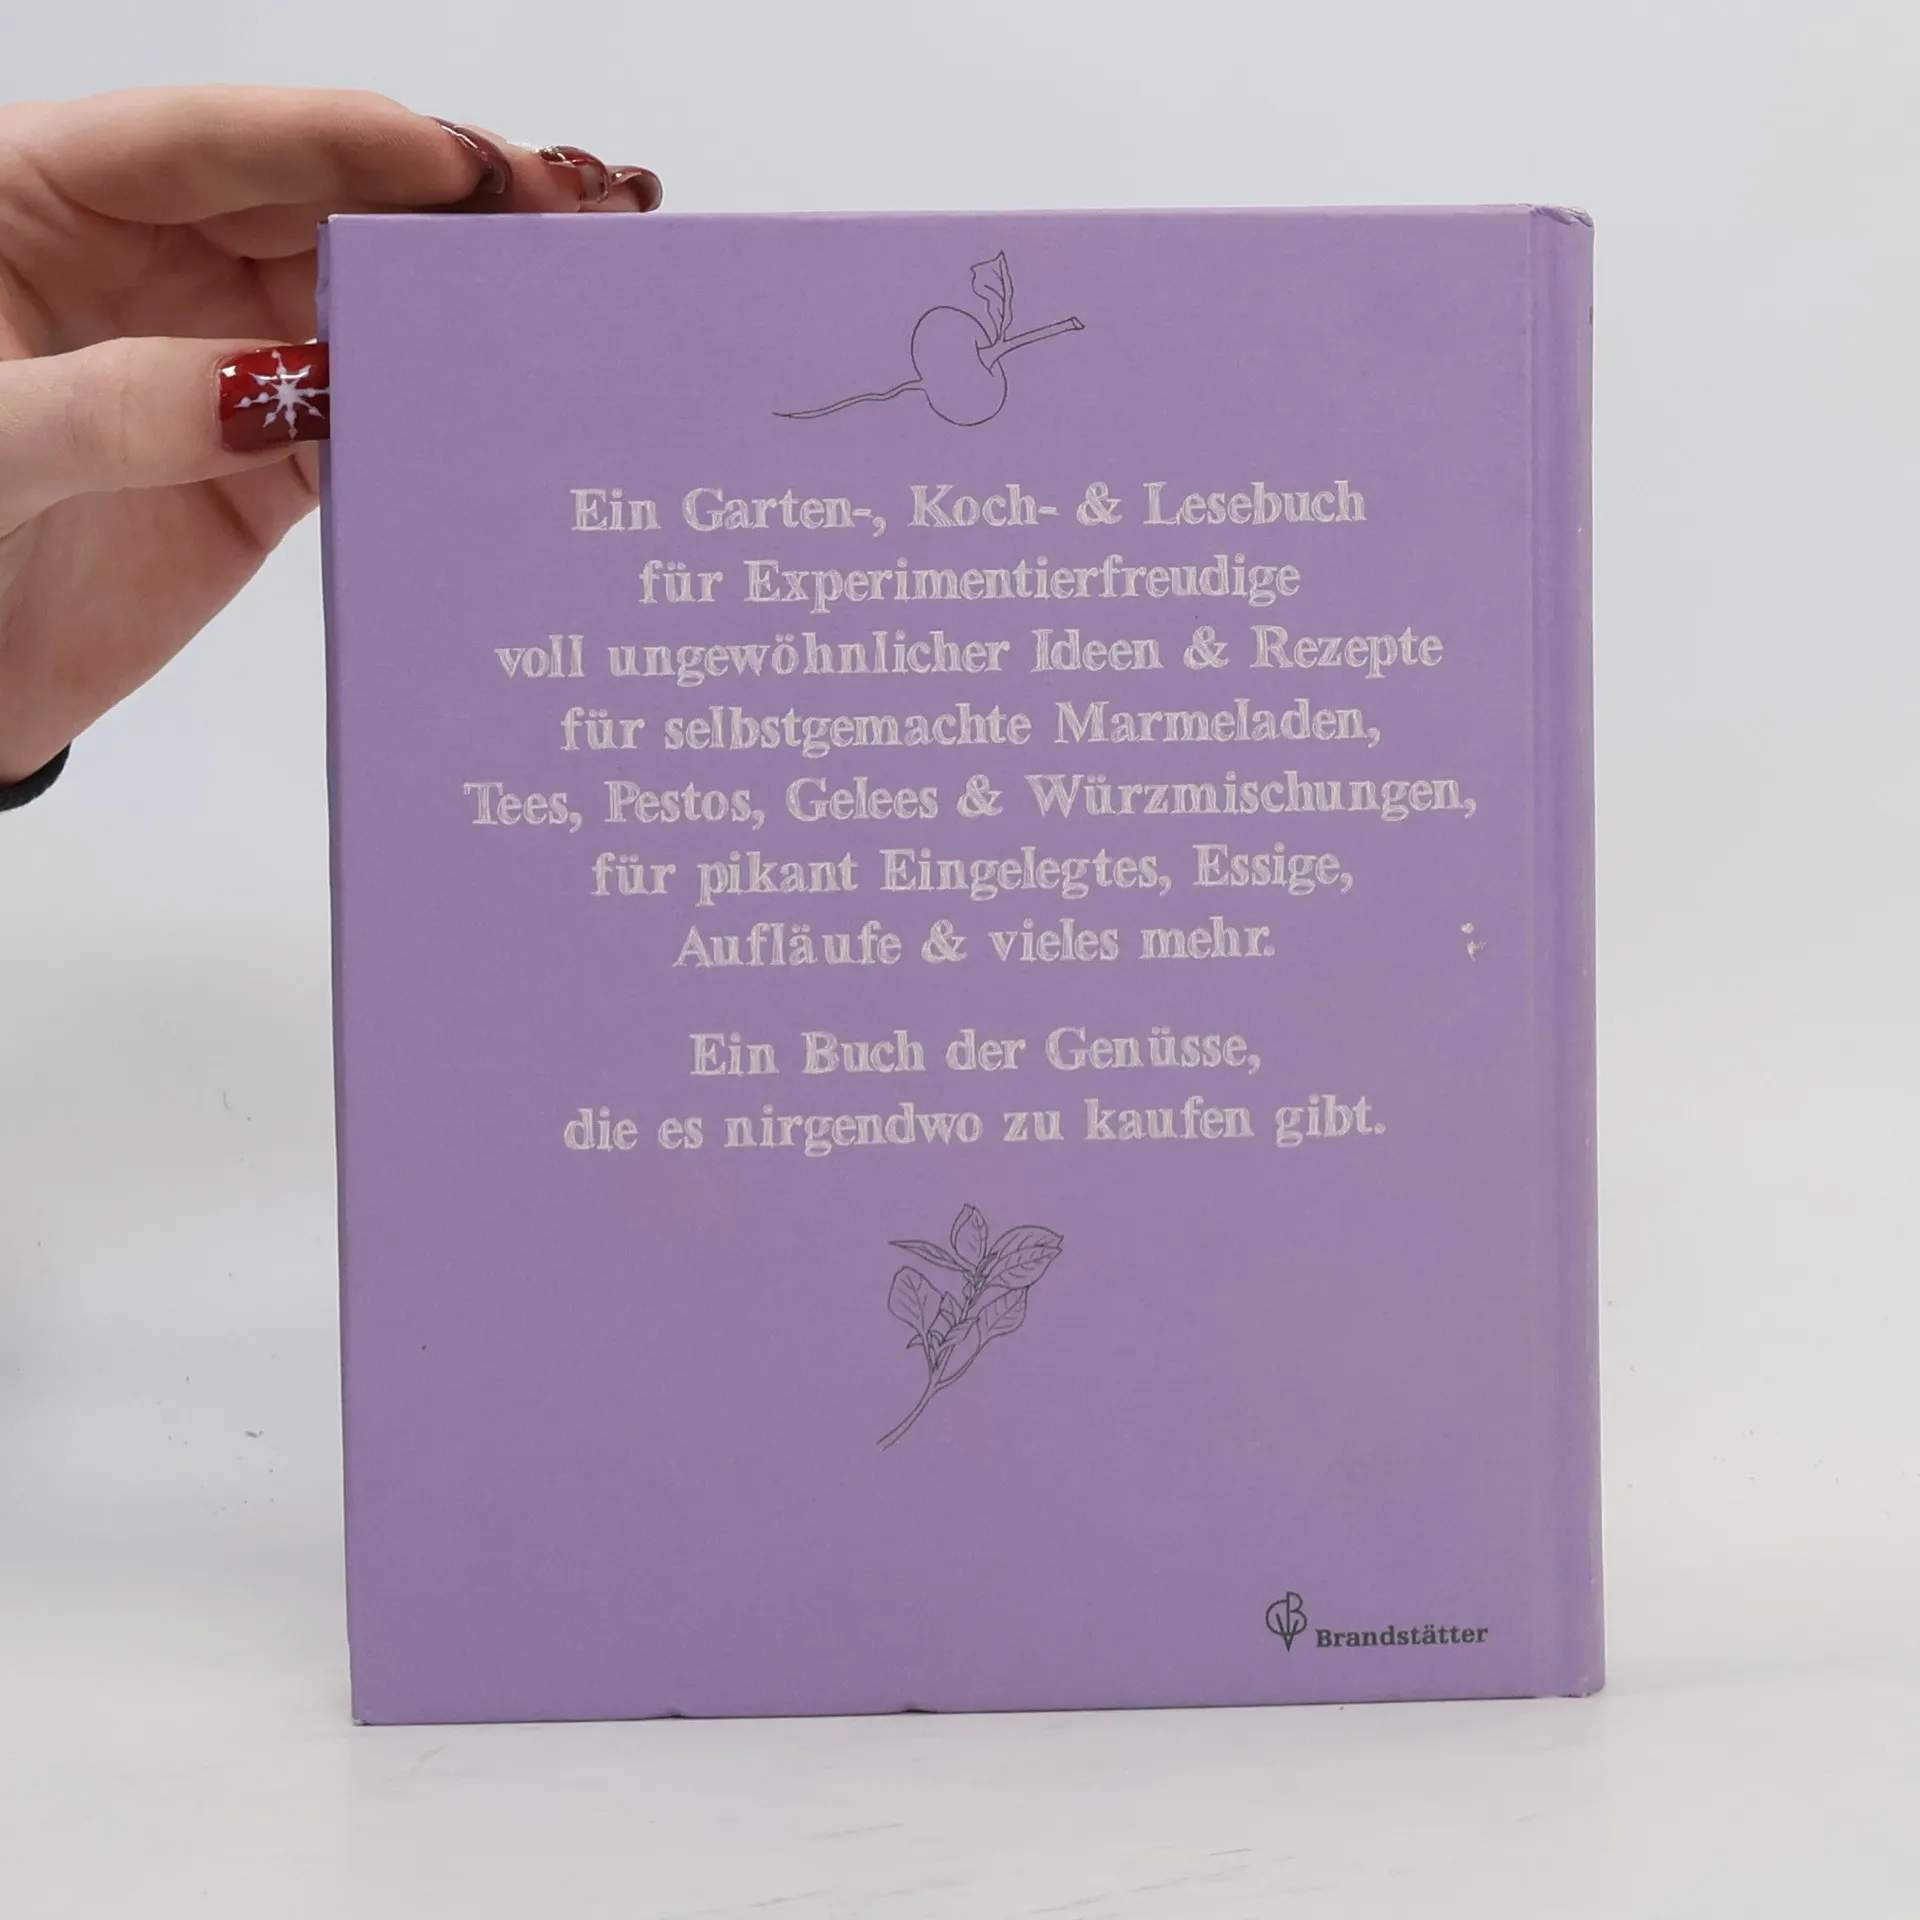 Ein Garten-, Koch- & Lesebuch
für Experimentierfreudige
voll ungewöhnlicher Ideen & Rezepte
für selbstgemachte Marmeladen,
Tees, Pestos, Gelees & Würzmischungen,
für pikant Eingelegtes, Essige,
Aufläufe & vieles mehr.
Ein Buch der Genüsse,
die es nirgendwo zu kaufen gibt.
Brandstätter